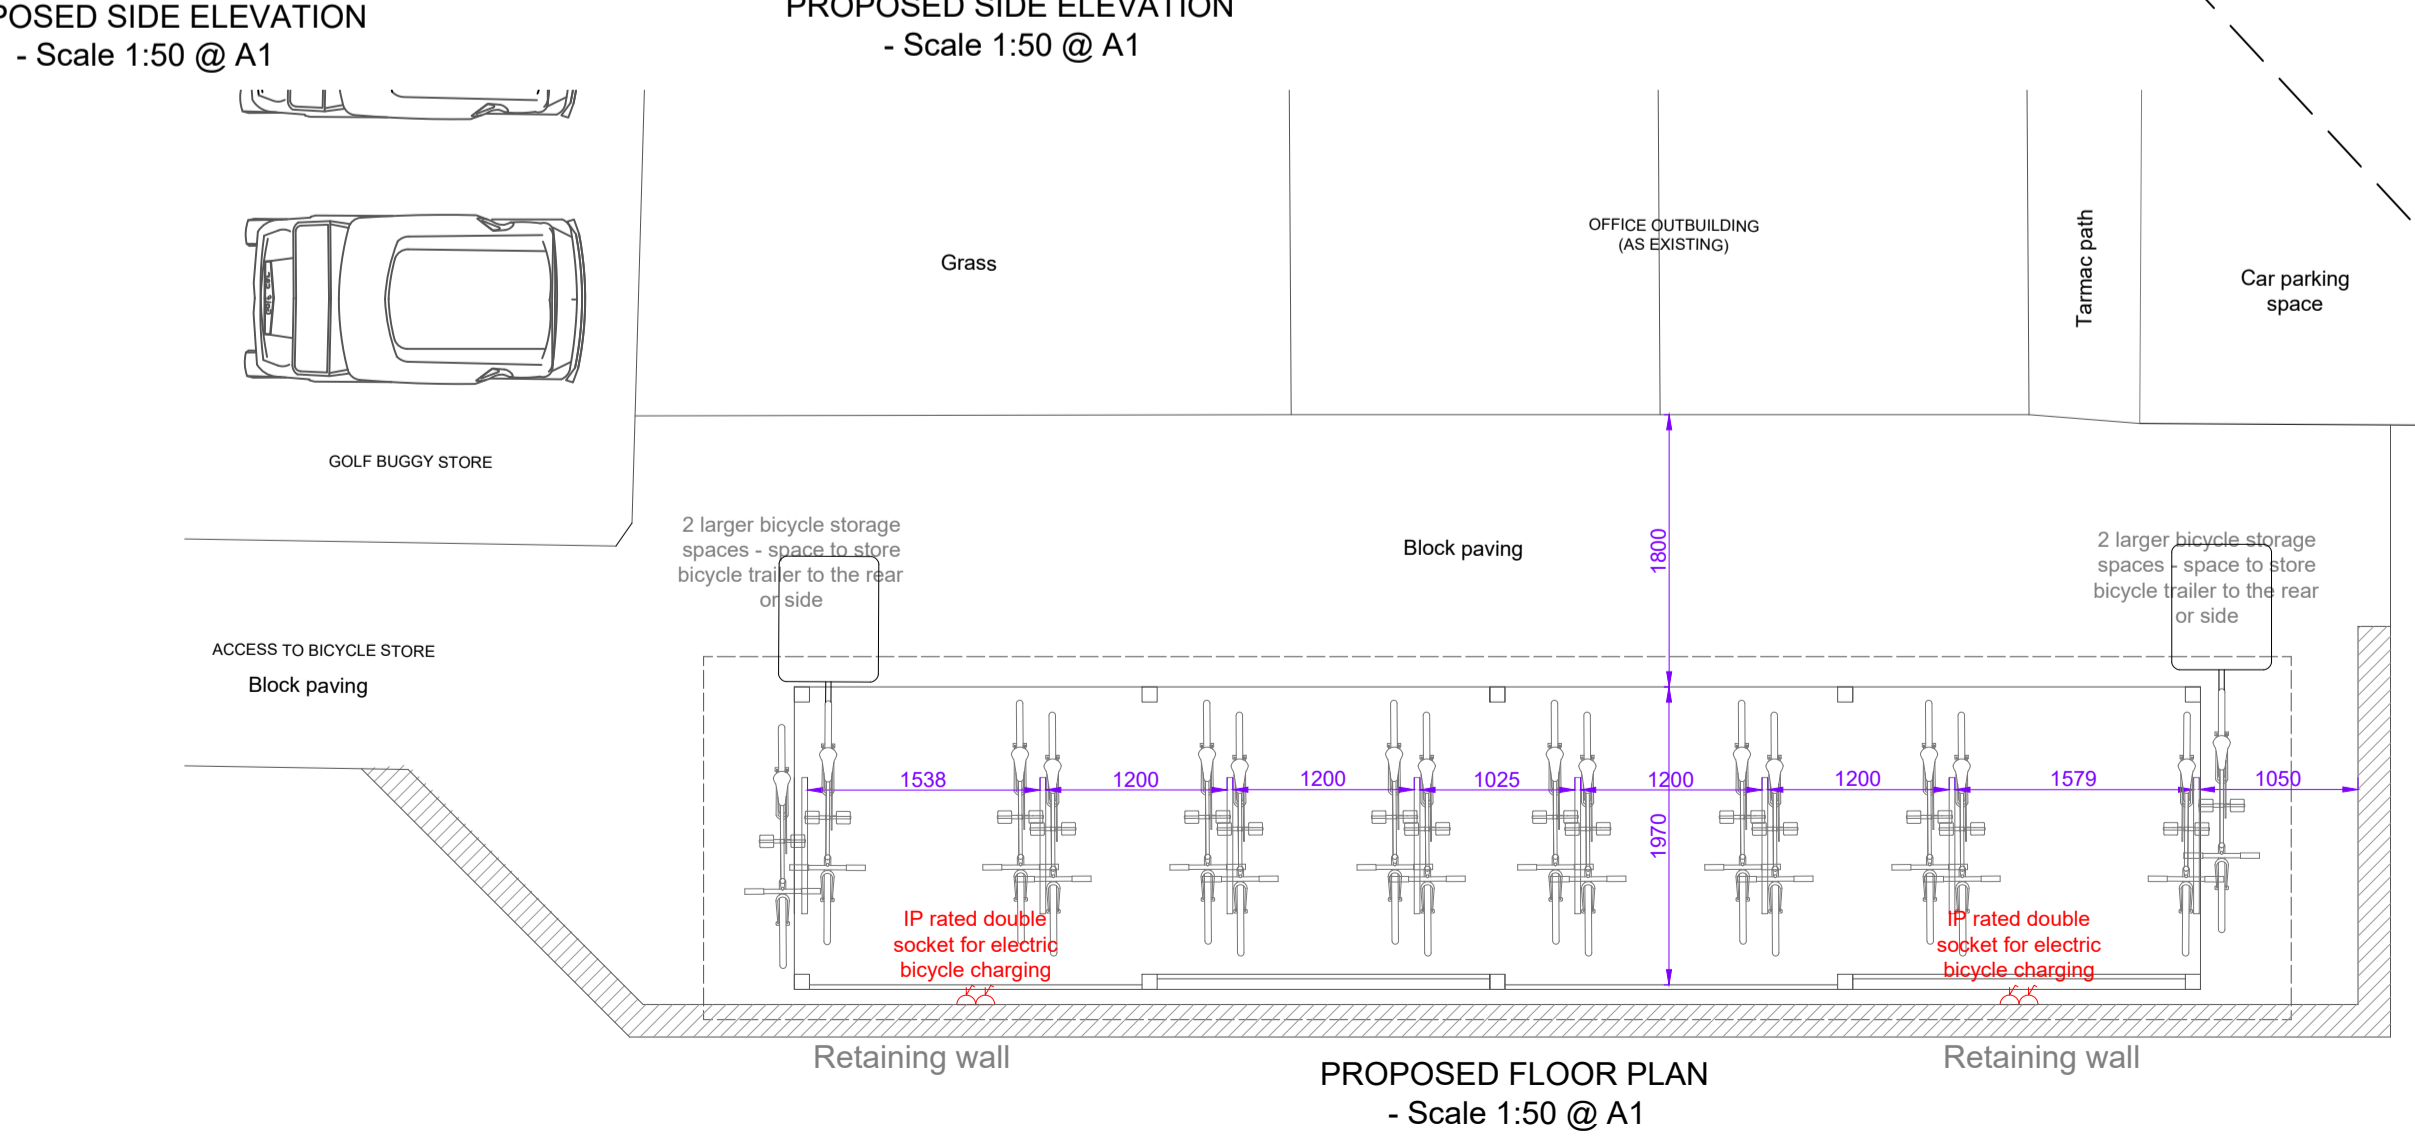 POSED SIDE ELEVATION
- Scale 1:50 @ A1
PROPOSED SIDE ELEVATION
- Scale 1:50 @ A1
Grass
OFFICE OUTBUILDING
(AS EXISTING)
Tarmac path
Car parking
space
GOLF BUGGY STORE
2 larger bicycle storage
spaces - space to store
bicycle trailer to the rear
or side
Block paving
1800
2 larger bicycle storage
spaces - space to store
bicycle trailer to the rear
or side
ACCESS TO BICYCLE STORE
Block paving
1538
1200
1200
1025
1200
1200
1579
1050
1970
IP rated double
socket for electric
bicycle charging
IP rated double
socket for electric
bicycle charging
Retaining wall
Retaining wall
PROPOSED FLOOR PLAN
- Scale 1:50 @ A1